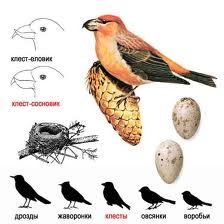 клест-еловик
клест-сосновик
дрозды жаворонки клесты овсянки воробьи